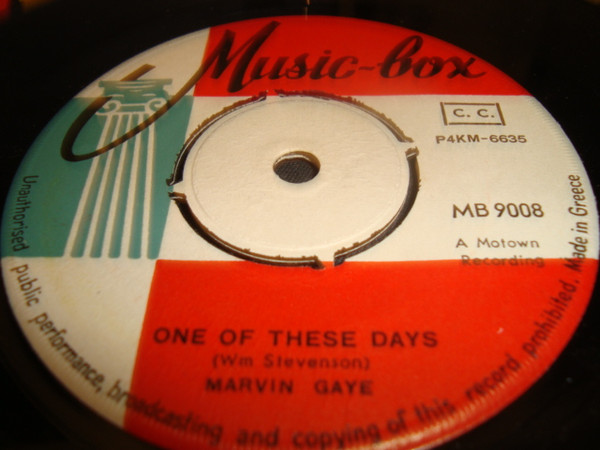 Music-box
C. C.
P4KM-6635
MB 9008
A Motown
Recording
ONE OF THESE DAYS
(Wm Stevenson)
MARVIN GAYE
Unauthorised public performance, broadcasting and copying of this record prohibited. Made in Greece